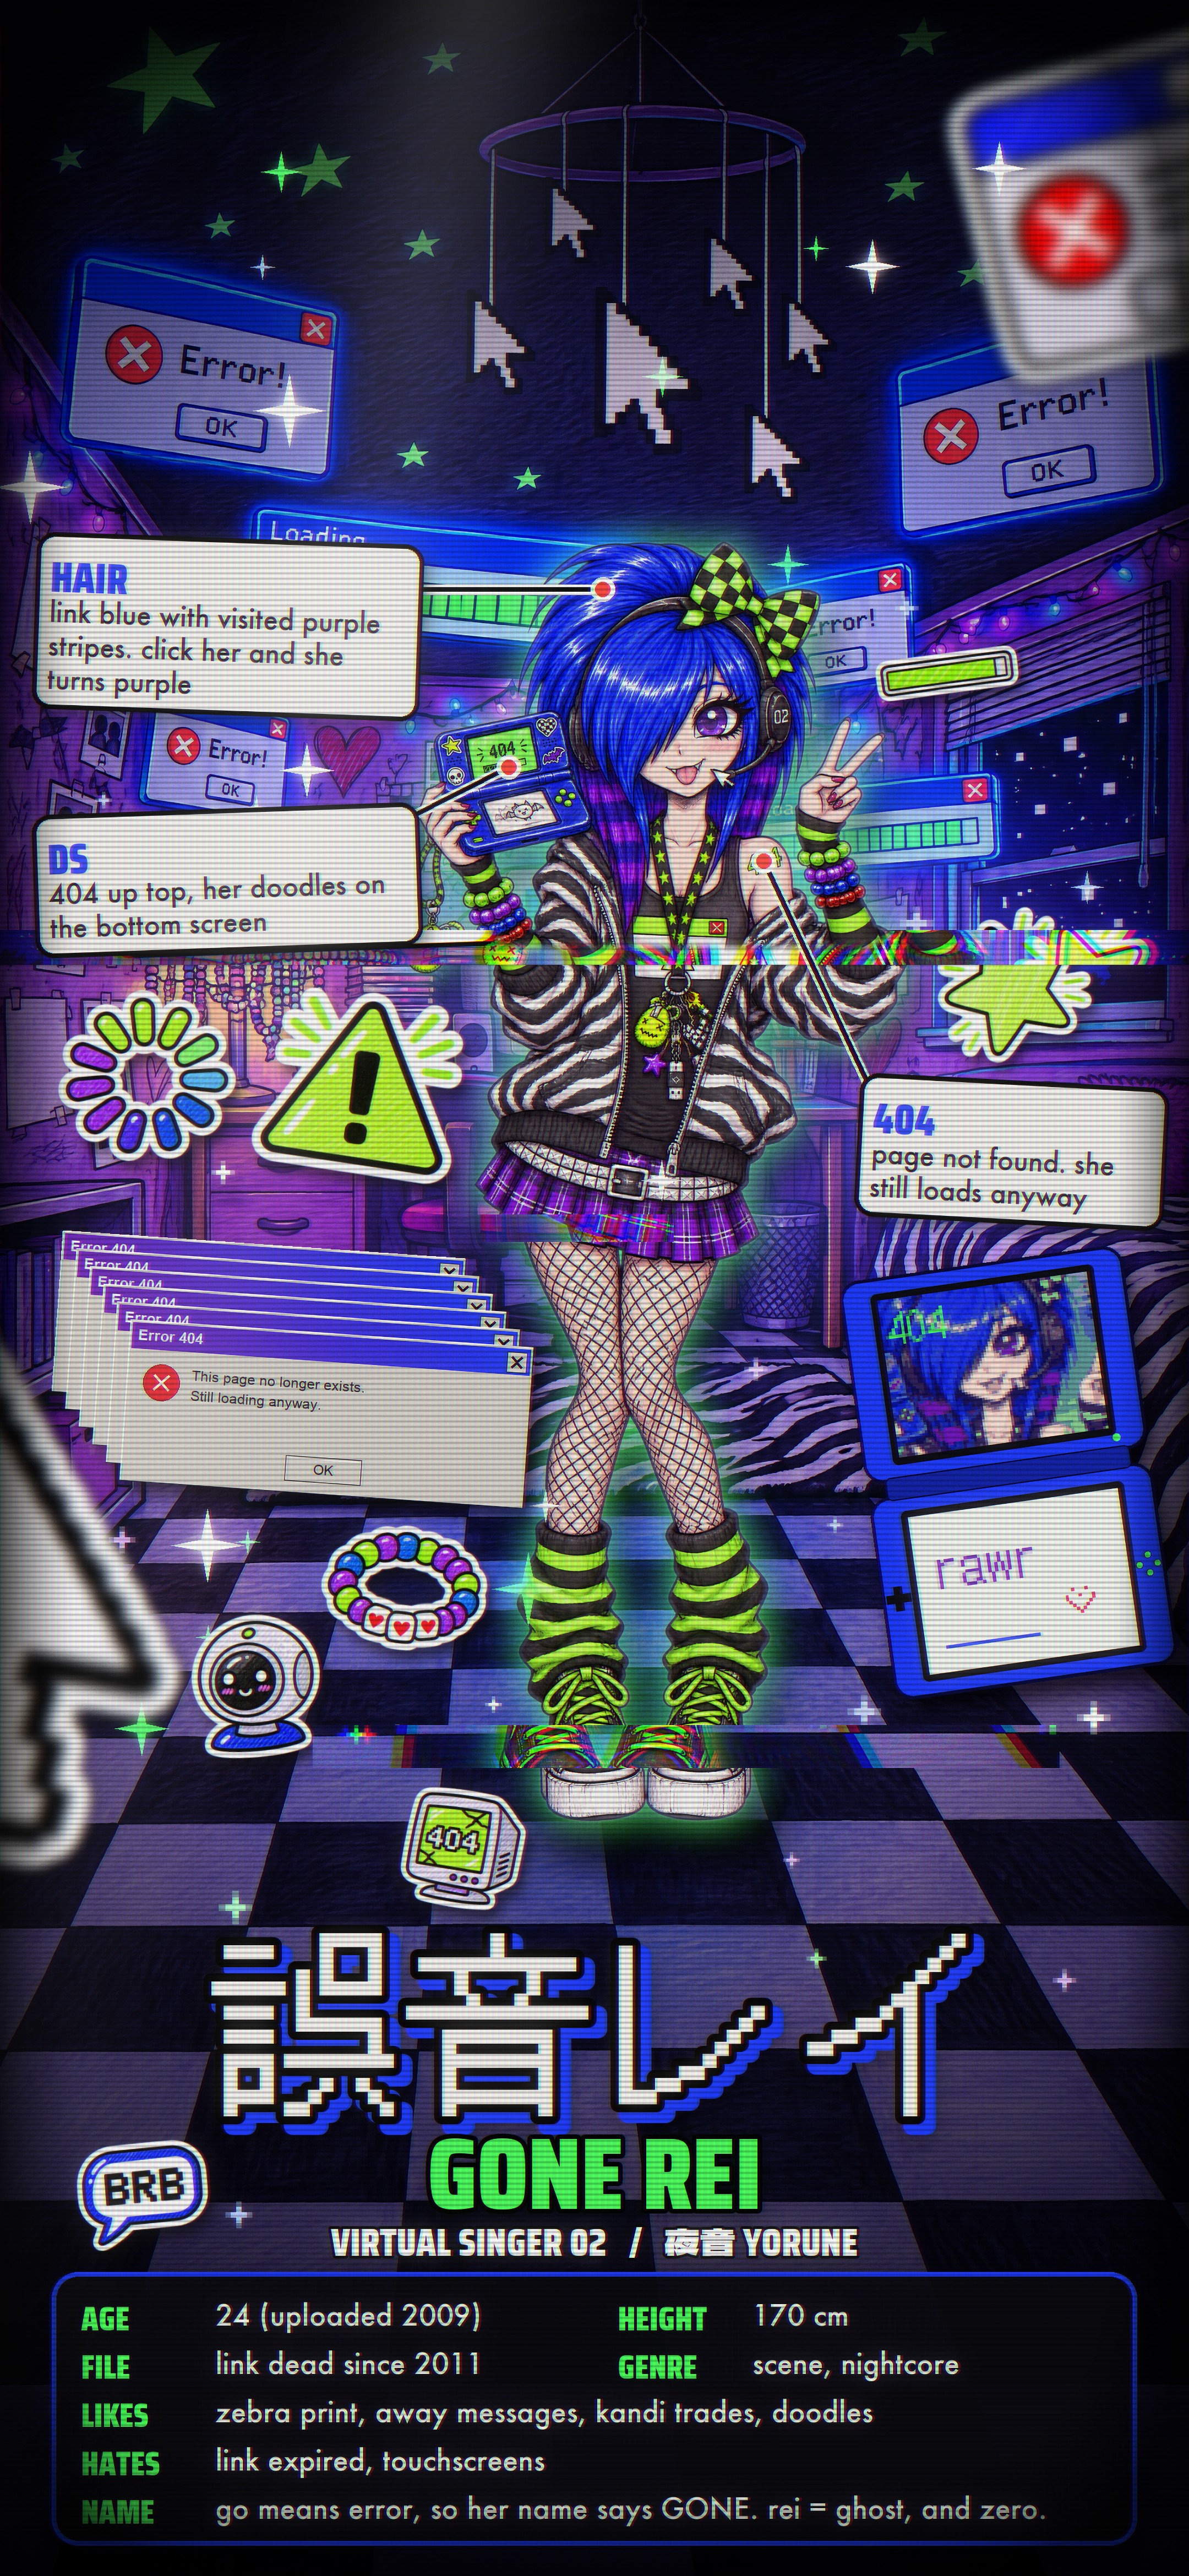 Error!
OK
Error!
OK
Loading
HAIR
link blue with visited purple
stripes. click her and she
turns purple
Error!
OK
02
404
Error!
OK
DS
404 up top, her doodles on
the bottom screen
404
page not found. she
still loads anyway
Error 404
Error 404
Error 404
Error 404
Error 404
Error 404
This page no longer exists.
Still loading anyway.
OK
404
rawr
404
誤音レイ
GONE REI
BRB
VIRTUAL SINGER 02 / 夜音 YORUNE
AGE 24 (uploaded 2009) HEIGHT 170 cm
FILE link dead since 2011 GENRE scene, nightcore
LIKES zebra print, away messages, kandi trades, doodles
HATES link expired, touchscreens
NAME go means error, so her name says GONE. rei = ghost, and zero.